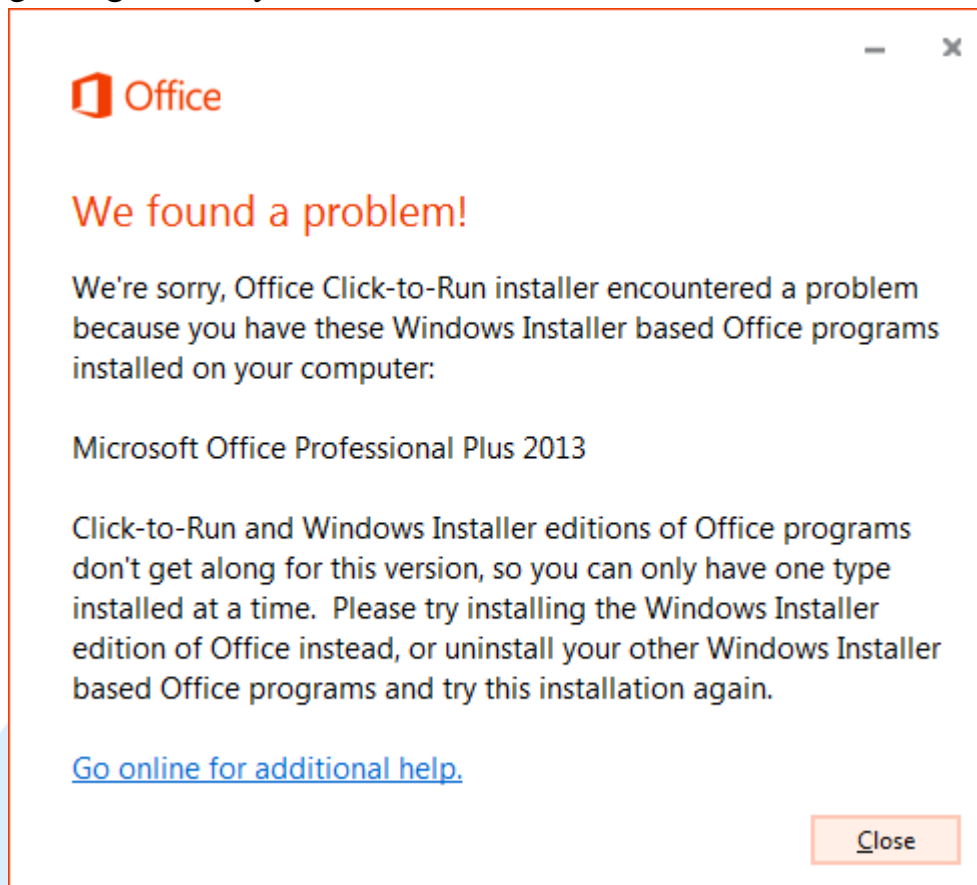 Office
We found a problem!
We're sorry, Office Click-to-Run installer encountered a problem
because you have these Windows Installer based Office programs
installed on your computer:
Microsoft Office Professional Plus 2013
Click-to-Run and Windows Installer editions of Office programs
don't get along for this version, so you can only have one type
installed at a time.  Please try installing the Windows Installer
edition of Office instead, or uninstall your other Windows Installer
based Office programs and try this installation again.
Go online for additional help.
Close